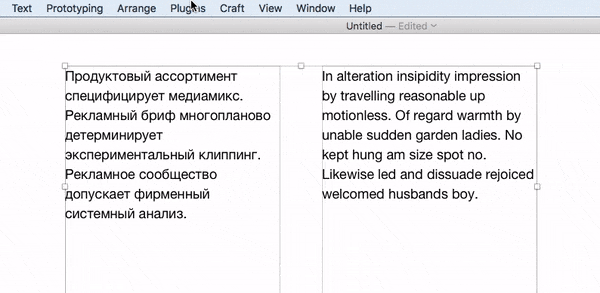 Text Prototyping Arrange Plugins Craft View Window Help
Untitled — Edited
Продуктовый ассортимент
специфицирует медиамикс.
Рекламный бриф многопланово
детерминирует
экспериментальный клиппинг.
Рекламное сообщество
допускает фирменный
системный анализ.
In alteration insipidity impression
by travelling reasonable up
motionless. Of regard warmth by
unable sudden garden ladies. No
kept hung am size spot no.
Likewise led and dissuade rejoiced
welcomed husbands boy.